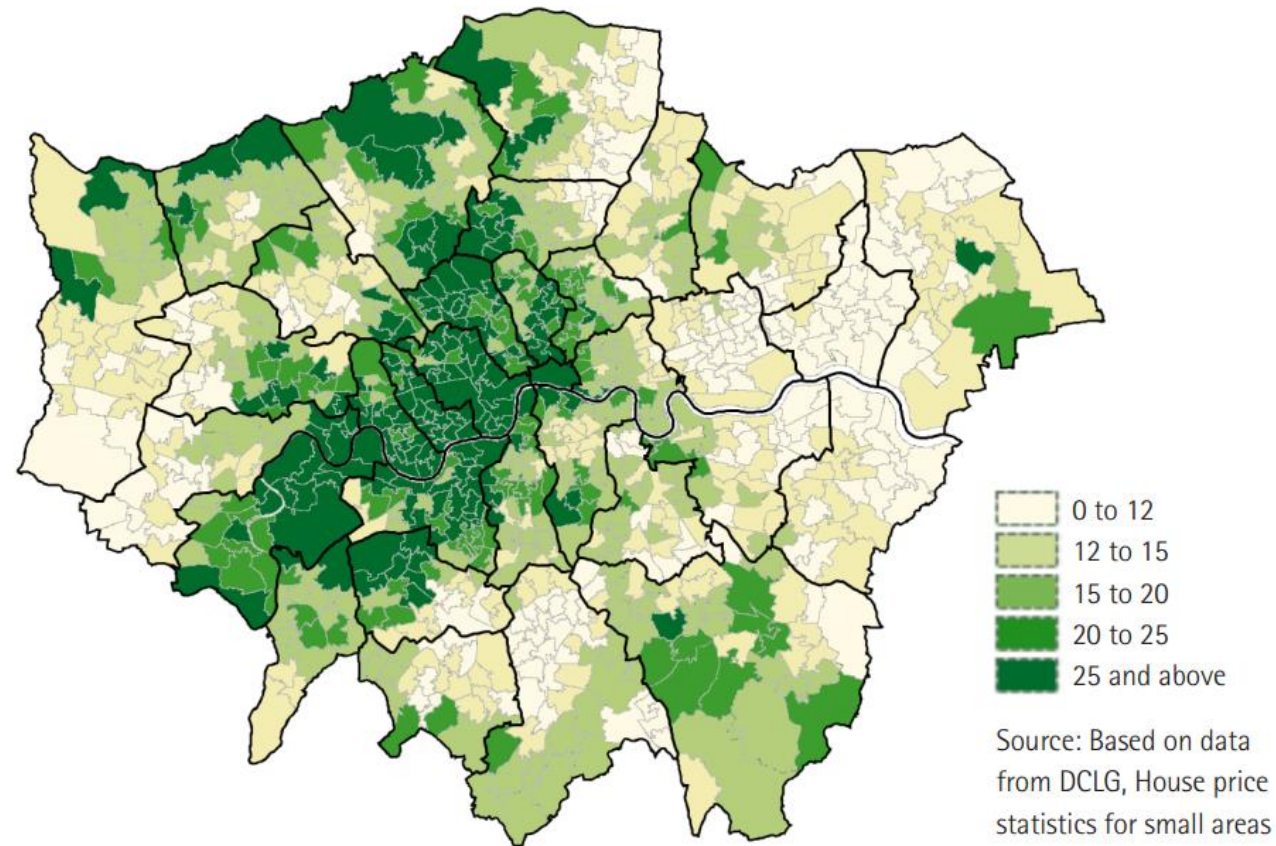 0 to 12
12 to 15
15 to 20
20 to 25
25 and above
Source: Based on data
from DCLG, House price
statistics for small areas